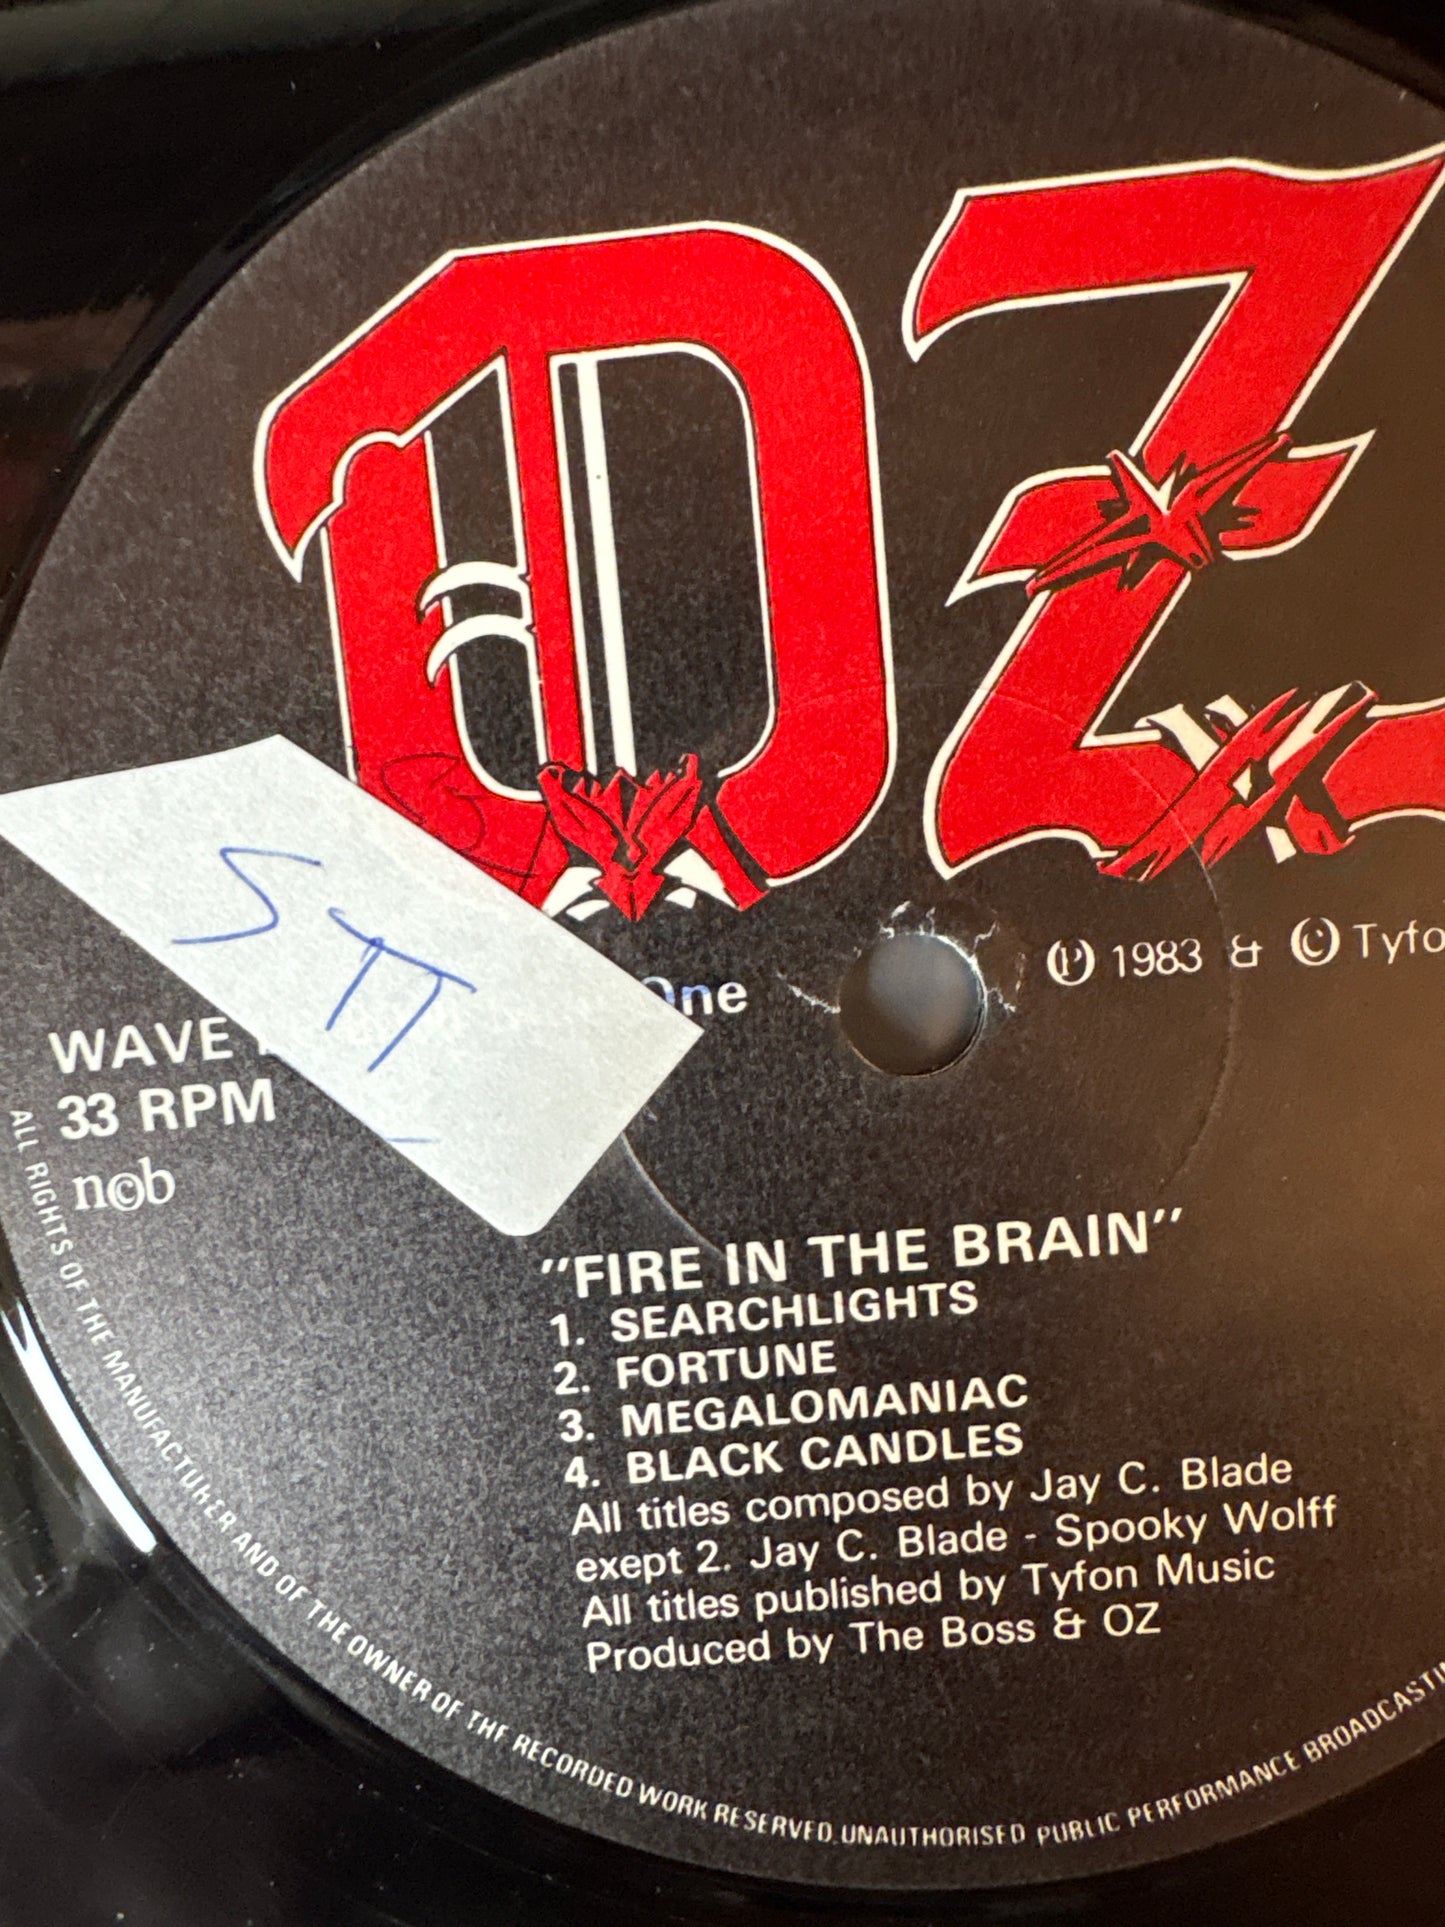 OZ
STT
One
Ⓟ 1983 & © Tyfo
WAVE
33 RPM
n©b
"FIRE IN THE BRAIN"
1. SEARCHLIGHTS
2. FORTUNE
3. MEGALOMANIAC
4. BLACK CANDLES
All titles composed by Jay C. Blade
exept 2. Jay C. Blade - Spooky Wolff
All titles published by Tyfon Music
Produced by The Boss & OZ
ALL RIGHTS OF THE MANUFACTURER AND OF THE OWNER OF THE RECORDED WORK RESERVED. UNAUTHORISED PUBLIC PERFORMANCE BROADCASTIN